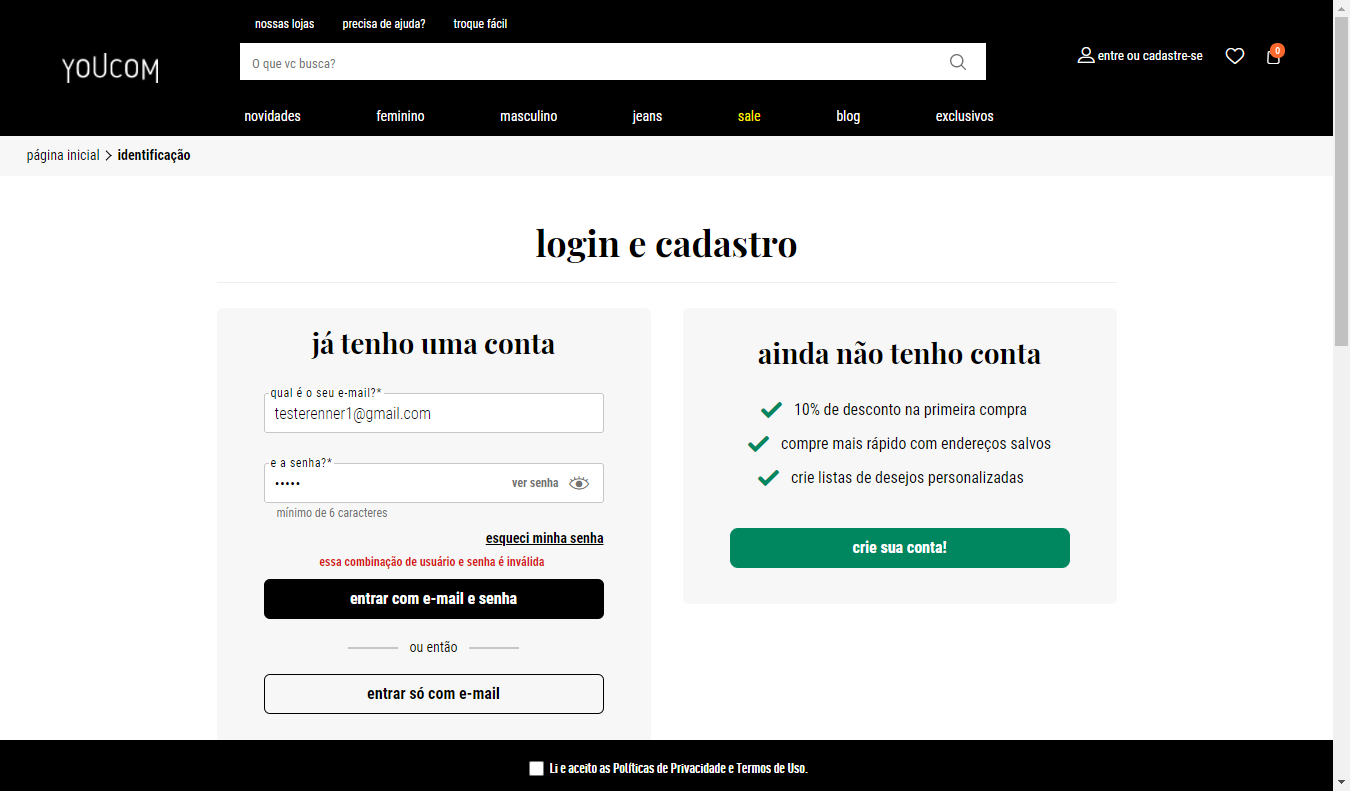 nossas lojas precisa de ajuda? troque fácil
YOUCOM
O que vc busca?
entre ou cadastre-se
0
novidades feminino masculino jeans sale blog exclusivos
página inicial > identificação
login e cadastro
já tenho uma conta
qual é o seu e-mail?*
testerenner1@gmail.com
e a senha?*
•••••
ver senha
mínimo de 6 caracteres
esqueci minha senha
essa combinação de usuário e senha é inválida
entrar com e-mail e senha
ou então
entrar só com e-mail
ainda não tenho conta
10% de desconto na primeira compra
compre mais rápido com endereços salvos
crie listas de desejos personalizadas
crie sua conta!
Li e aceito as Políticas de Privacidade e Termos de Uso.